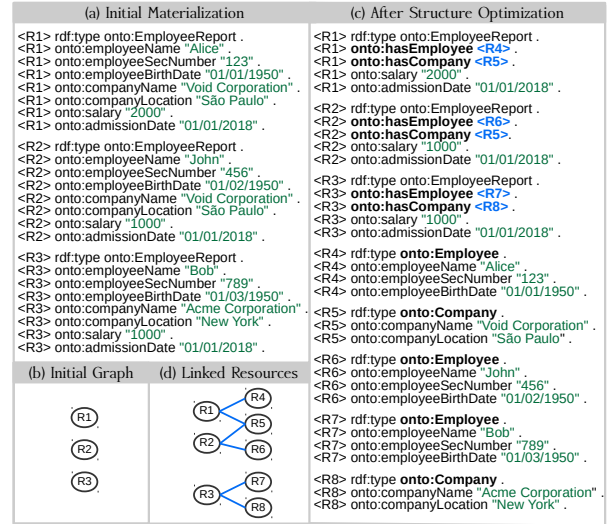 (a) Initial Materialization
<R1> rdf:type onto:EmployeeReport .
<R1> onto:employeeName "Alice" .
<R1> onto:employeeSecNumber "123" .
<R1> onto:employeeBirthDate "01/01/1950" .
<R1> onto:companyName "Void Corporation" .
<R1> onto:companyLocation "São Paulo" .
<R1> onto:salary "2000" .
<R1> onto:admissionDate "01/01/2018" .
<R2> rdf:type onto:EmployeeReport .
<R2> onto:employeeName "John" .
<R2> onto:employeeSecNumber "456" .
<R2> onto:employeeBirthDate "01/02/1950" .
<R2> onto:companyName "Void Corporation" .
<R2> onto:companyLocation "São Paulo" .
<R2> onto:salary "1000" .
<R2> onto:admissionDate "01/01/2018" .
<R3> rdf:type onto:EmployeeReport .
<R3> onto:employeeName "Bob" .
<R3> onto:employeeSecNumber "789" .
<R3> onto:employeeBirthDate "01/03/1950" .
<R3> onto:companyName "Acme Corporation" .
<R3> onto:companyLocation "New York" .
<R3> onto:salary "1000" .
<R3> onto:admissionDate "01/01/2018" .
(b) Initial Graph
R1
R2
R3
(d) Linked Resources
R1
R2
R3
R4
R5
R6
R7
R8
(c) After Structure Optimization
<R1> rdf:type onto:EmployeeReport .
<R1> onto:hasEmployee <R4> .
<R1> onto:hasCompany <R5> .
<R1> onto:salary "2000" .
<R1> onto:admissionDate "01/01/2018" .
<R2> rdf:type onto:EmployeeReport .
<R2> onto:hasEmployee <R6> .
<R2> onto:hasCompany <R5>.
<R2> onto:salary "1000" .
<R2> onto:admissionDate "01/01/2018" .
<R3> rdf:type onto:EmployeeReport .
<R3> onto:hasEmployee <R7> .
<R3> onto:hasCompany <R8> .
<R3> onto:salary "1000" .
<R3> onto:admissionDate "01/01/2018" .
<R4> rdf:type onto:Employee .
<R4> onto:employeeName "Alice" .
<R4> onto:employeeSecNumber "123" .
<R4> onto:employeeBirthDate "01/01/1950" .
<R5> rdf:type onto:Company .
<R5> onto:companyName "Void Corporation" .
<R5> onto:companyLocation "São Paulo" .
<R6> rdf:type onto:Employee .
<R6> onto:employeeName "John" .
<R6> onto:employeeSecNumber "456" .
<R6> onto:employeeBirthDate "01/02/1950" .
<R7> rdf:type onto:Employee .
<R7> onto:employeeName "Bob" .
<R7> onto:employeeSecNumber "789" .
<R7> onto:employeeBirthDate "01/03/1950" .
<R8> rdf:type onto:Company .
<R8> onto:companyName "Acme Corporation" .
<R8> onto:companyLocation "New York" .